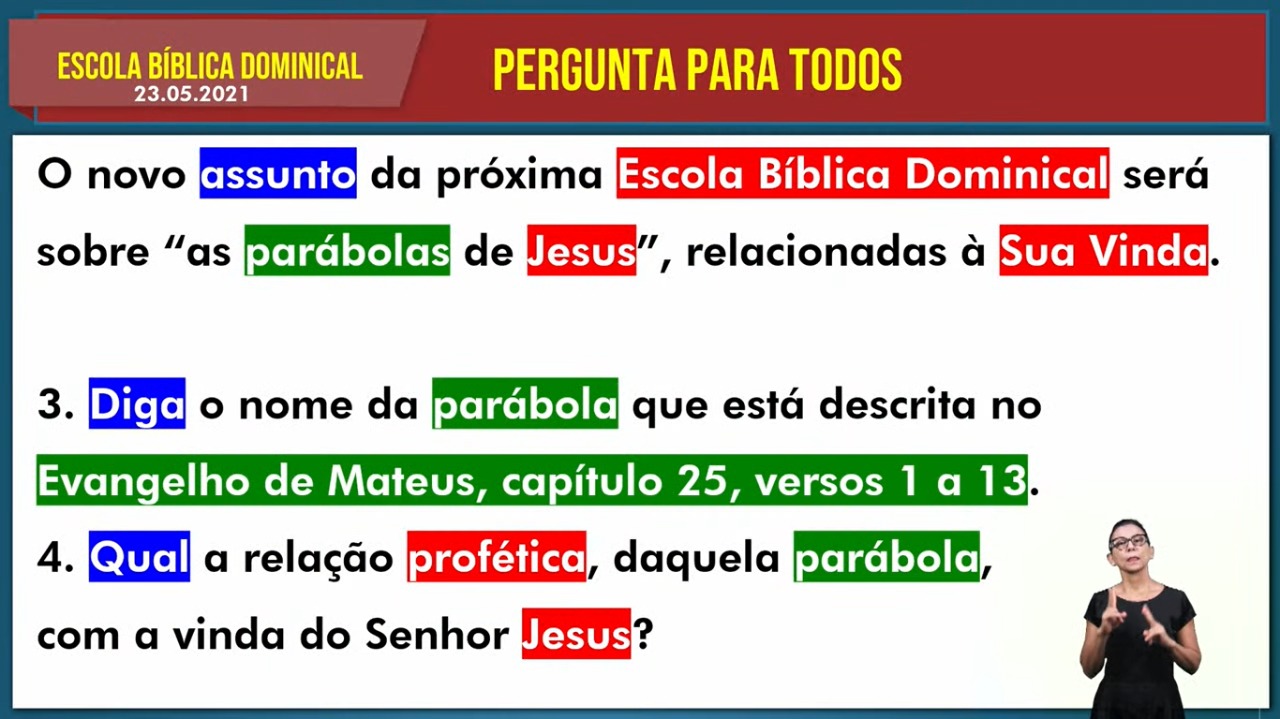 ESCOLA BÍBLICA DOMINICAL
23.05.2021
PERGUNTA PARA TODOS
O novo assunto da próxima Escola Bíblica Dominical será
sobre “as parábolas de Jesus”, relacionadas à Sua Vinda.
3. Diga o nome da parábola que está descrita no
Evangelho de Mateus, capítulo 25, versos 1 a 13.
4. Qual a relação profética, daquela parábola,
com a vinda do Senhor Jesus?